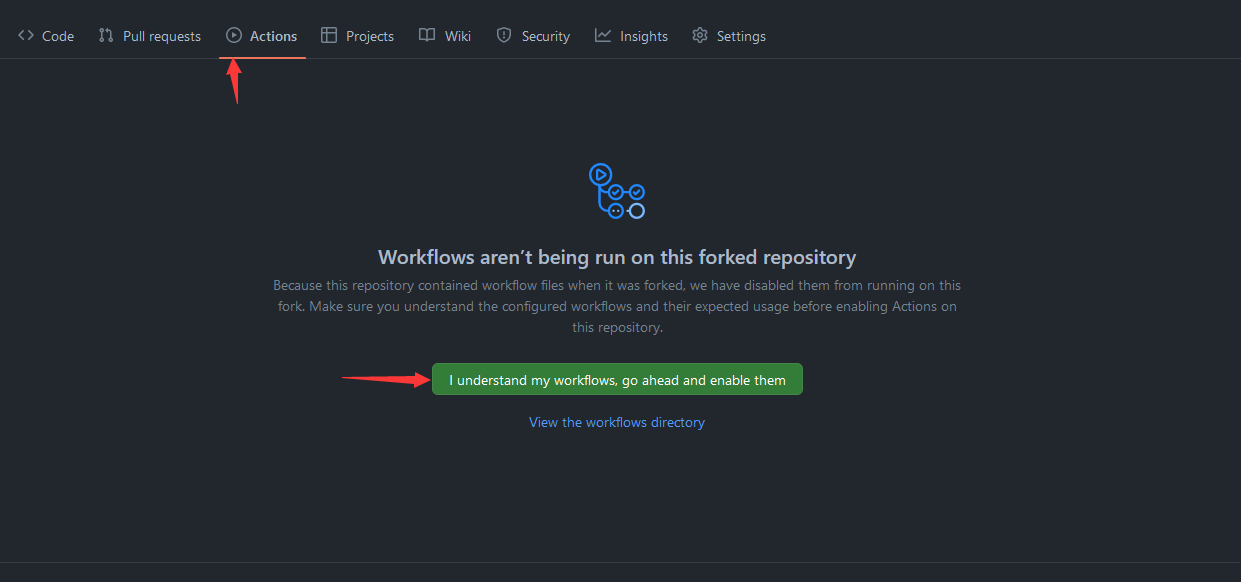 Code Pull requests Actions Projects Wiki Security Insights Settings
Workflows aren’t being run on this forked repository
Because this repository contained workflow files when it was forked, we have disabled them from running on this
fork. Make sure you understand the configured workflows and their expected usage before enabling Actions on
this repository.
I understand my workflows, go ahead and enable them
View the workflows directory